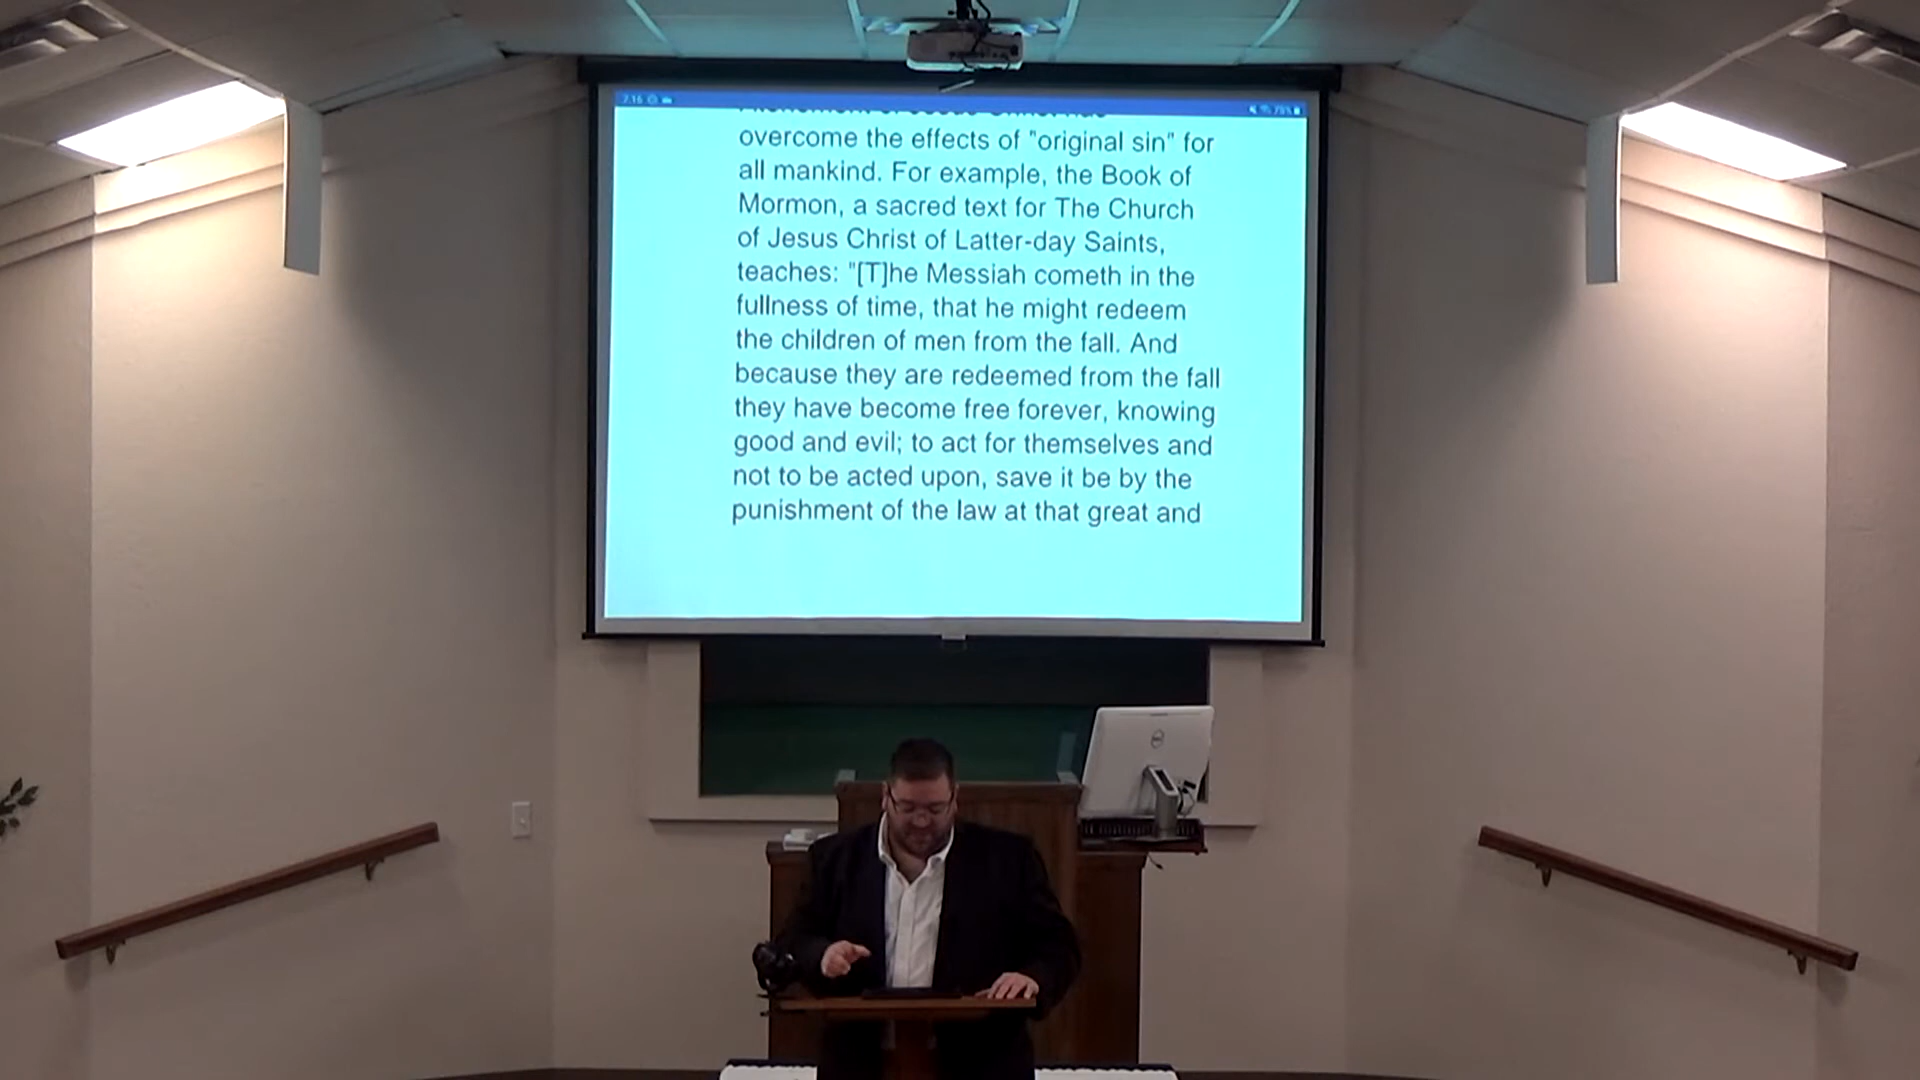 7:16
75%
overcome the effects of "original sin" for
all mankind. For example, the Book of
Mormon, a sacred text for The Church
of Jesus Christ of Latter-day Saints,
teaches: "[T]he Messiah cometh in the
fullness of time, that he might redeem
the children of men from the fall. And
because they are redeemed from the fall
they have become free forever, knowing
good and evil; to act for themselves and
not to be acted upon, save it be by the
punishment of the law at that great and
DELL